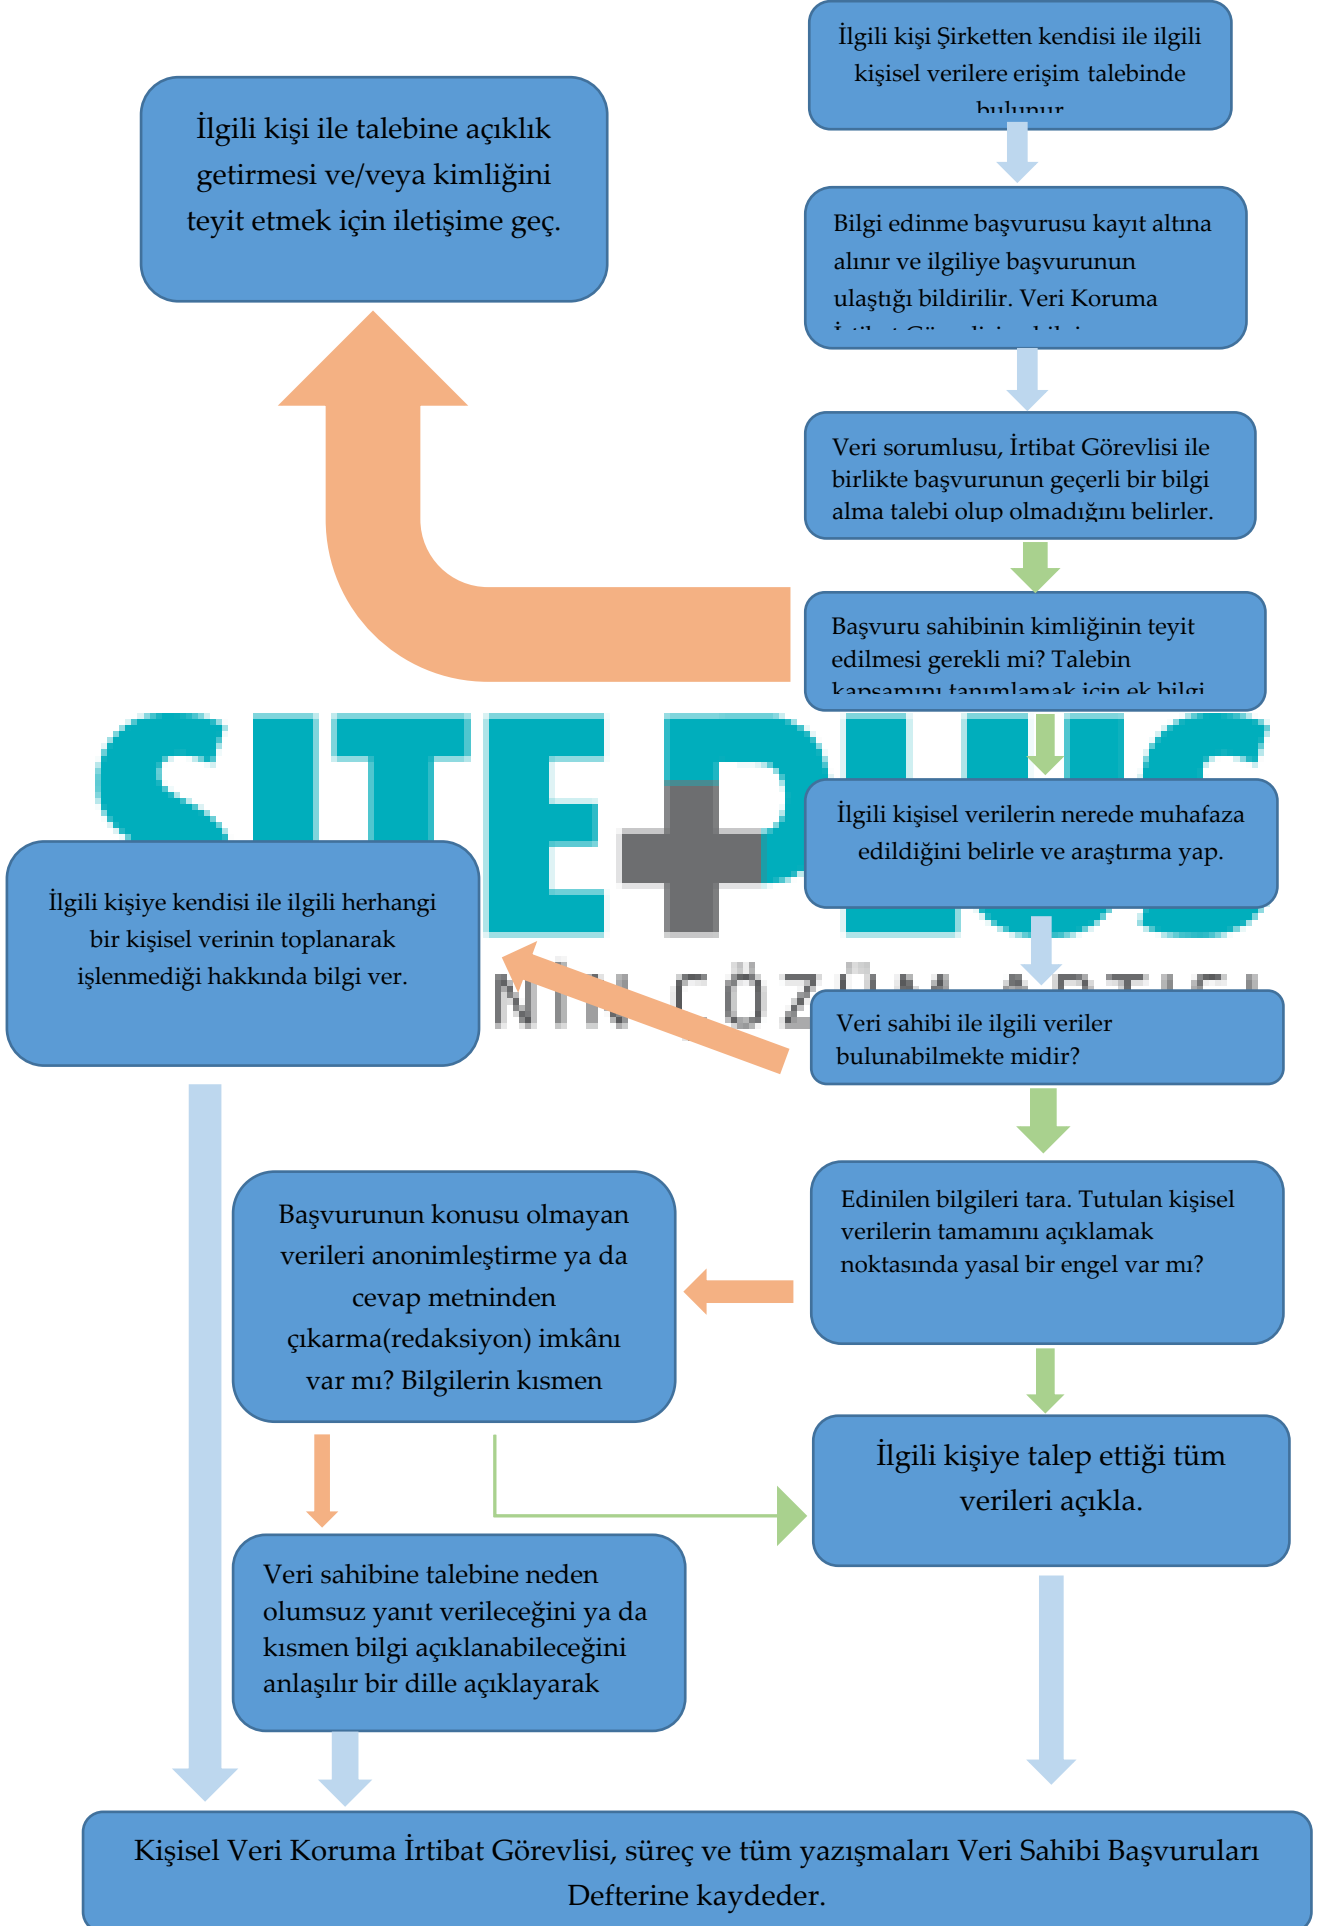 İlgili kişi Şirketten kendisi ile ilgili
kişisel verilere erişim talebinde
bulunur
İlgili kişi ile talebine açıklık
getirmesi ve/veya kimliğini
teyit etmek için iletişime geç.
Bilgi edinme başvurusu kayıt altına
alınır ve ilgiliye başvurunun
ulaştığı bildirilir. Veri Koruma
Veri sorumlusu, İrtibat Görevlisi ile
birlikte başvurunun geçerli bir bilgi
alma talebi olup olmadığını belirler.
Başvuru sahibinin kimliğinin teyit
edilmesi gerekli mi? Talebin
kapsamını tanımlamak için ek bilgi
SITE PLUS
İlgili kişisel verilerin nerede muhafaza
edildiğini belirle ve araştırma yap.
İlgili kişiye kendisi ile ilgili herhangi
bir kişisel verinin toplanarak
işlenmediği hakkında bilgi ver.
Veri sahibi ile ilgili veriler
bulunabilmekte midir?
Edinilen bilgileri tara. Tutulan kişisel
verilerin tamamını açıklamak
noktasında yasal bir engel var mı?
Başvurunun konusu olmayan
verileri anonimleştirme ya da
cevap metninden
çıkarma(redaksiyon) imkânı
var mı? Bilgilerin kısmen
İlgili kişiye talep ettiği tüm
verileri açıkla.
Veri sahibine talebine neden
olumsuz yanıt verileceğini ya da
kısmen bilgi açıklanabileceğini
anlaşılır bir dille açıklayarak
Kişisel Veri Koruma İrtibat Görevlisi, süreç ve tüm yazışmaları Veri Sahibi Başvuruları
Defterine kaydeder.